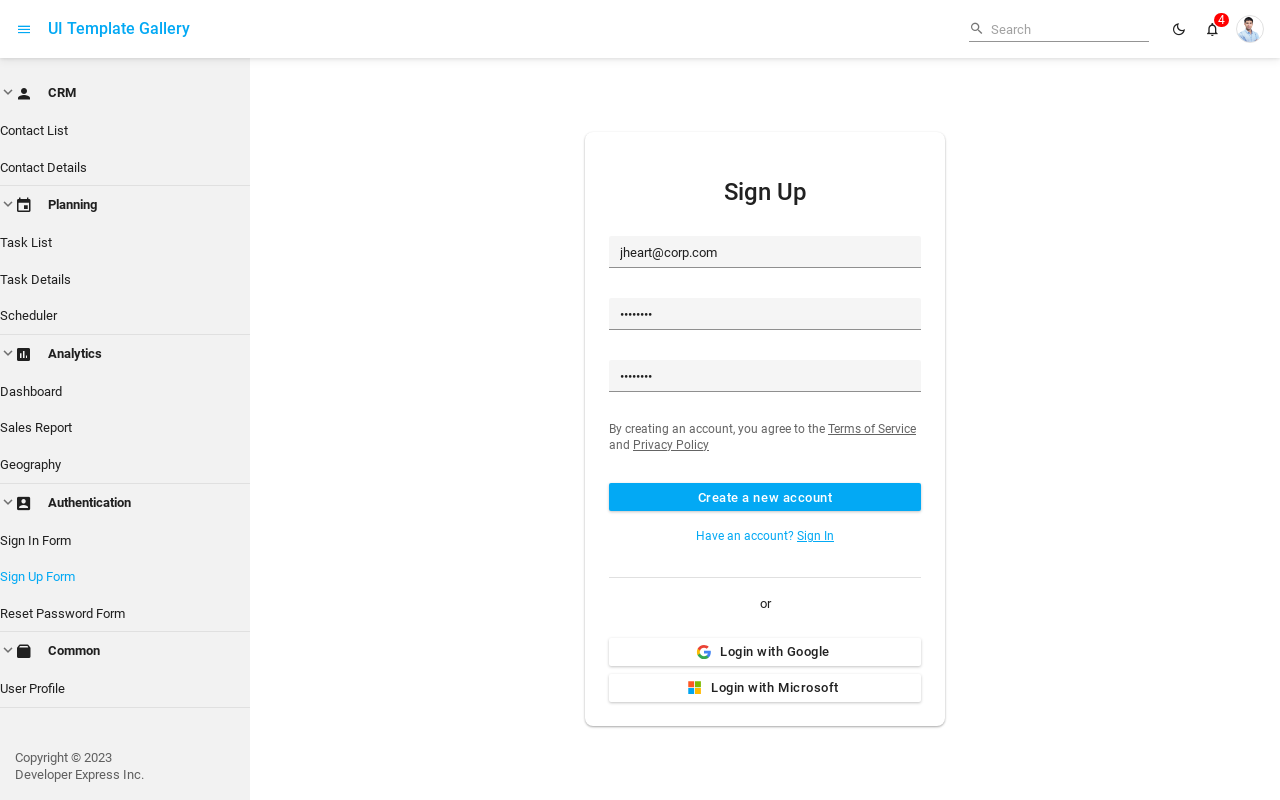 UI Template Gallery
Search
4
CRM
Contact List
Contact Details
Planning
Task List
Task Details
Scheduler
Analytics
Dashboard
Sales Report
Geography
Authentication
Sign In Form
Sign Up Form
Reset Password Form
Common
User Profile
Copyright © 2023
Developer Express Inc.
Sign Up
jheart@corp.com
••••••••
••••••••
By creating an account, you agree to the Terms of Service
and Privacy Policy
Create a new account
Have an account? Sign In
or
Login with Google
Login with Microsoft